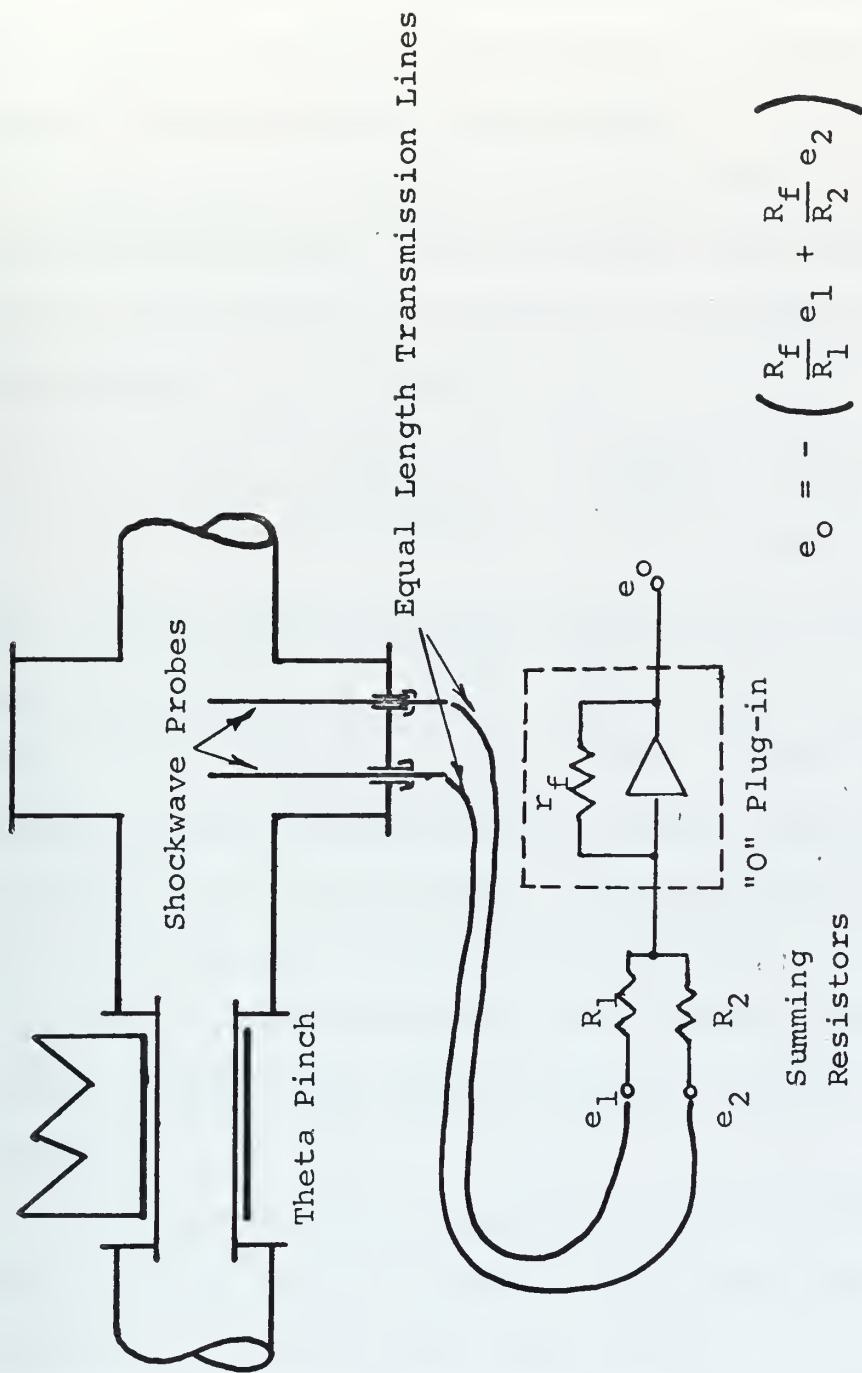 Shockwave Probes
Theta Pinch
Equal Length Transmission Lines
r_f
e_o
"O" Plug-in
e_1
R_1
e_2
R_2
Summing
Resistors
e_o = - ( R_f/R_1 e_1 + R_f/R_2 e_2 )